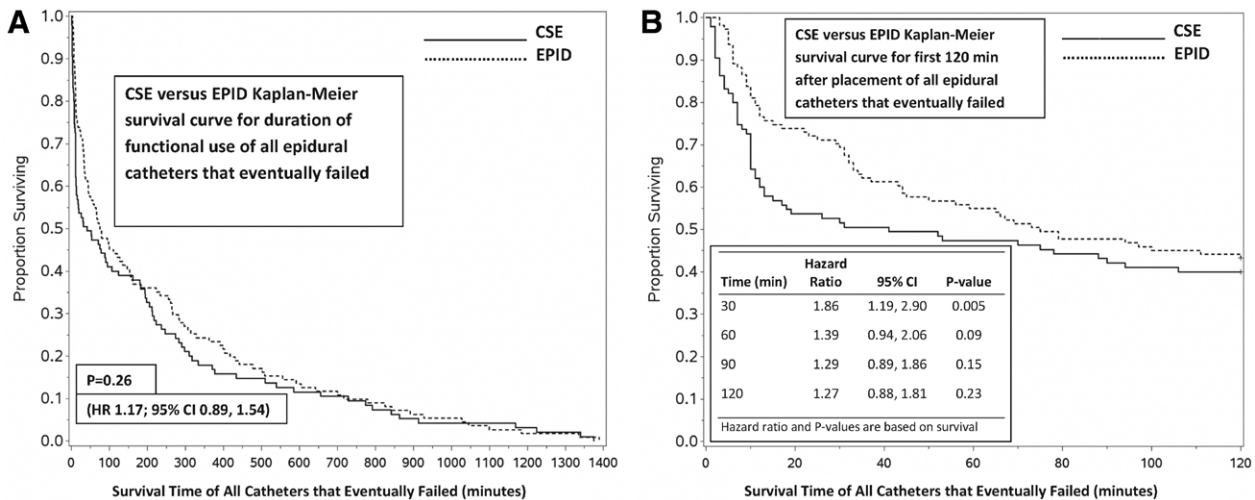 A
CSE
EPID
CSE versus EPID Kaplan-Meier
survival curve for duration of
functional use of all epidural
catheters that eventually failed
Proportion Surviving
1.0
0.9
0.8
0.7
0.6
0.5
0.4
0.3
0.2
0.1
0.0
P=0.26
(HR 1.17; 95% CI 0.89, 1.54)
0 100 200 300 400 500 600 700 800 900 1000 1100 1200 1300 1400
Survival Time of All Catheters that Eventually Failed (minutes)
B
CSE versus EPID Kaplan-Meier
survival curve for first 120 min
after placement of all epidural
catheters that eventually failed
CSE
EPID
Proportion Surviving
1.0
0.9
0.8
0.7
0.6
0.5
0.4
0.3
0.2
0.1
0.0
Time (min) Hazard Ratio 95% CI P-value
30 1.86 1.19, 2.90 0.005
60 1.39 0.94, 2.06 0.09
90 1.29 0.89, 1.86 0.15
120 1.27 0.88, 1.81 0.23
Hazard ratio and P-values are based on survival
0 20 40 60 80 100 120
Survival Time of All Catheters that Eventually Failed (minutes)